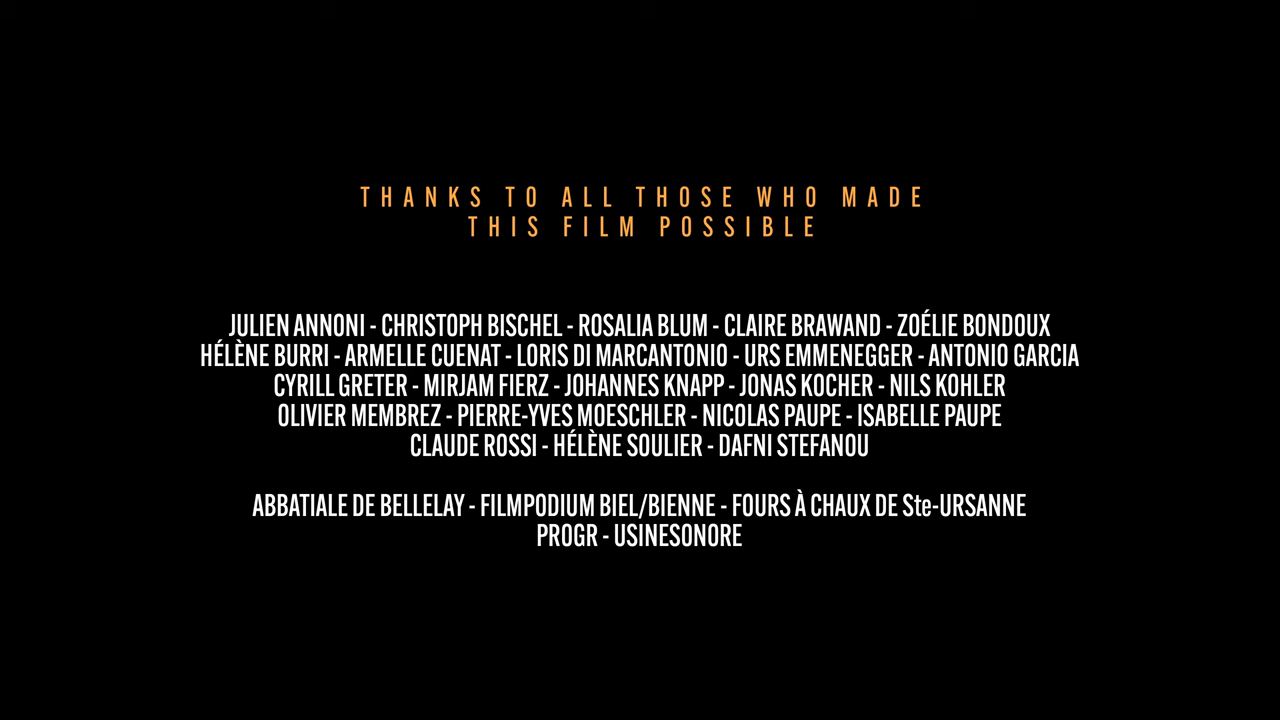 THANKS TO ALL THOSE WHO MADE
THIS FILM POSSIBLE
JULIEN ANNONI - CHRISTOPH BISCHEL - ROSALIA BLUM - CLAIRE BRAWAND - ZOÉLIE BONDOUX
HÉLÈNE BURRI - ARMELLE CUENAT - LORIS DI MARCANTONIO - URS EMMENEGGER - ANTONIO GARCIA
CYRILL GRETER - MIRJAM FIERZ - JOHANNES KNAPP - JONAS KOCHER - NILS KOHLER
OLIVIER MEMBREZ - PIERRE-YVES MOESCHLER - NICOLAS PAUPE - ISABELLE PAUPE
CLAUDE ROSSI - HÉLÈNE SOULIER - DAFNI STEFANOU
ABBATIALE DE BELLELAY - FILMPODIUM BIEL/BIENNE - FOURS À CHAUX DE Ste-URSANNE
PROGR - USINESONORE